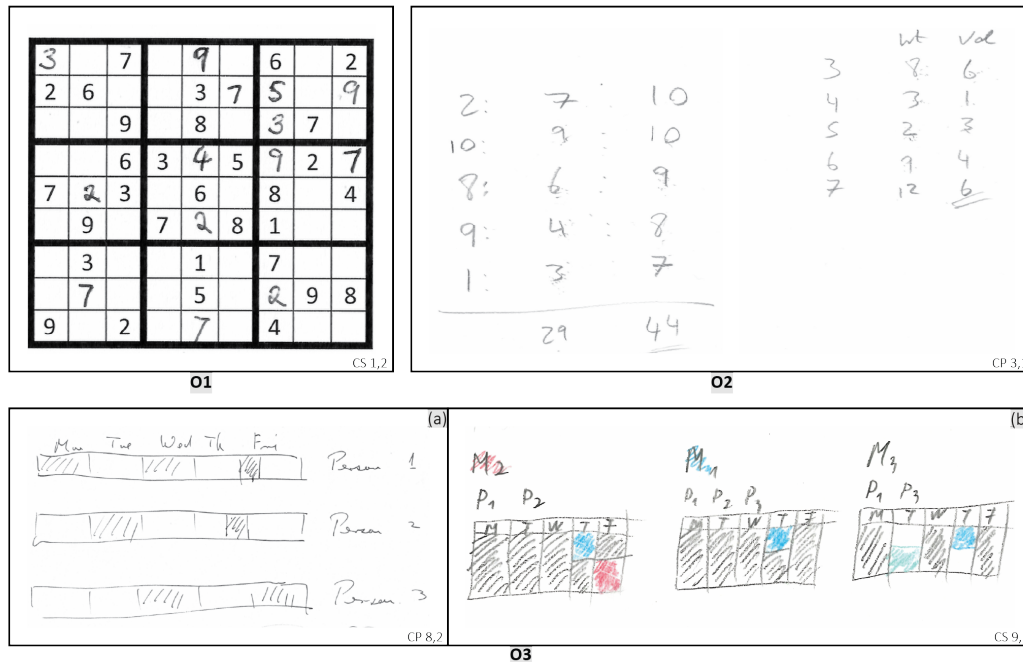 3 7 9 6 2
2 6 3 7 5 9
9 8 3 7
6 3 4 5 9 2 7
7 2 3 6 8 4
9 7 2 8 1
3 1 7
7 5 2 9 8
9 2 7 4
CS 1,2
O1
2: 7 : 10
10: 9 : 10
8: 6 : 9
9: 4 : 8
1: 3 7
29 44
wt Vol
3 8 6
4 3 1
5 2 3
6 9 4
7 12 6
CP 3,
O2
(a)
Mon Tue Wed Th Fri
Person 1
Person 2
Person 3
CP 8,2
(b
M2 M1 M3
P1 P2 P1 P2 P3 P1 P3
M T W T F M T W T F M T W T F
CS 9,
O3